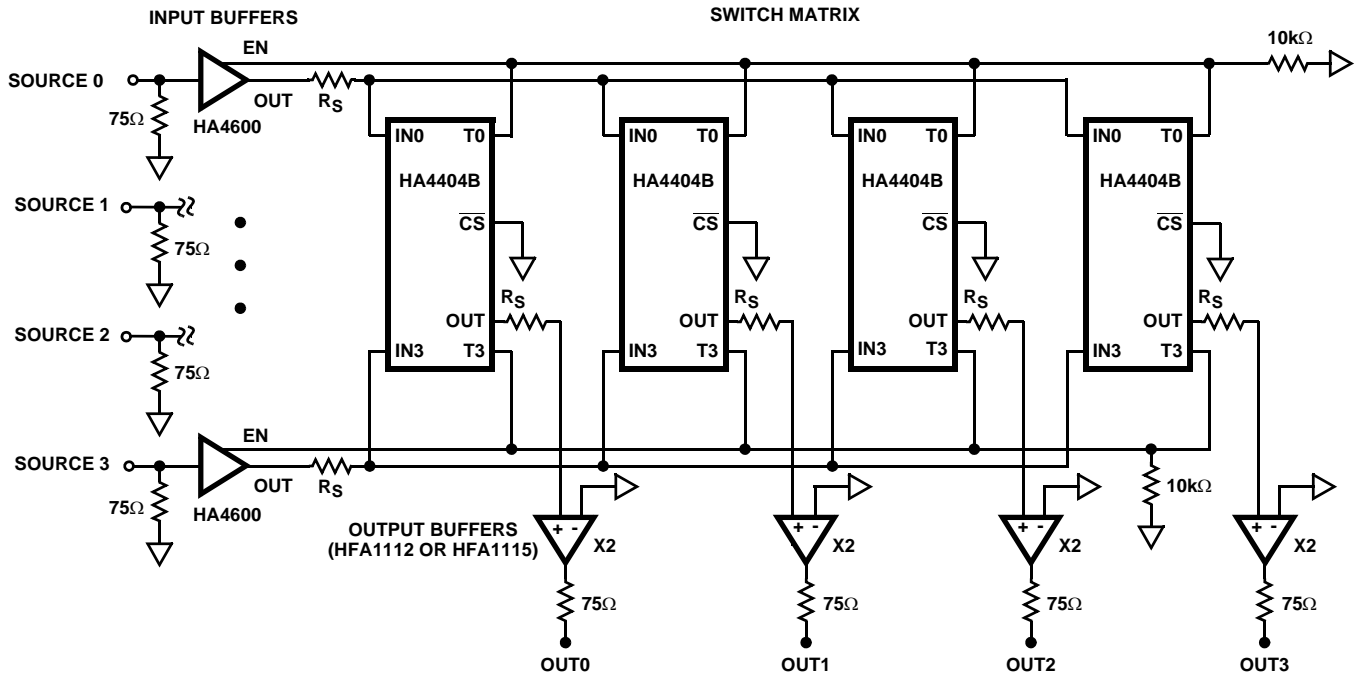 INPUT BUFFERS
SWITCH MATRIX
EN
10kΩ
SOURCE 0
OUT
RS
75Ω
HA4600
IN0 T0
IN0 T0
IN0 T0
IN0 T0
HA4404B
HA4404B
HA4404B
HA4404B
SOURCE 1
CS
CS
CS
CS
75Ω
RS
RS
RS
RS
SOURCE 2
OUT
OUT
OUT
OUT
IN3 T3
IN3 T3
IN3 T3
IN3 T3
75Ω
EN
SOURCE 3
OUT
RS
75Ω
HA4600
10kΩ
OUTPUT BUFFERS
(HFA1112 OR HFA1115)
+ -
X2
+ -
X2
+ -
X2
+ -
X2
75Ω
75Ω
75Ω
75Ω
OUT0
OUT1
OUT2
OUT3